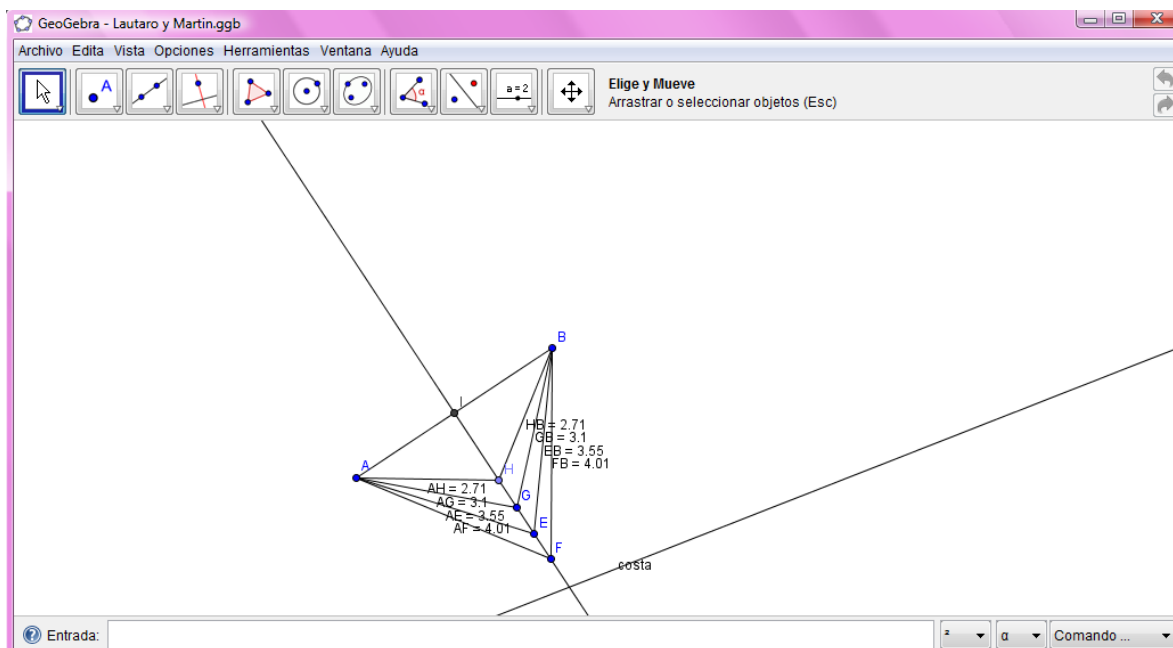 GeoGebra - Lautaro y Martin.ggb
Archivo Edita Vista Opciones Herramientas Ventana Ayuda
A
α
a = 2
Elige y Mueve
Arrastrar o seleccionar objetos (Esc)
B
I
HB = 2.71
GB = 3.1
EB = 3.55
FB = 4.01
A
H
AH = 2.71
G
AG = 3.1
AE = 3.55
E
AF = 4.01
F
costa
Entrada:
²
α
Comando ...